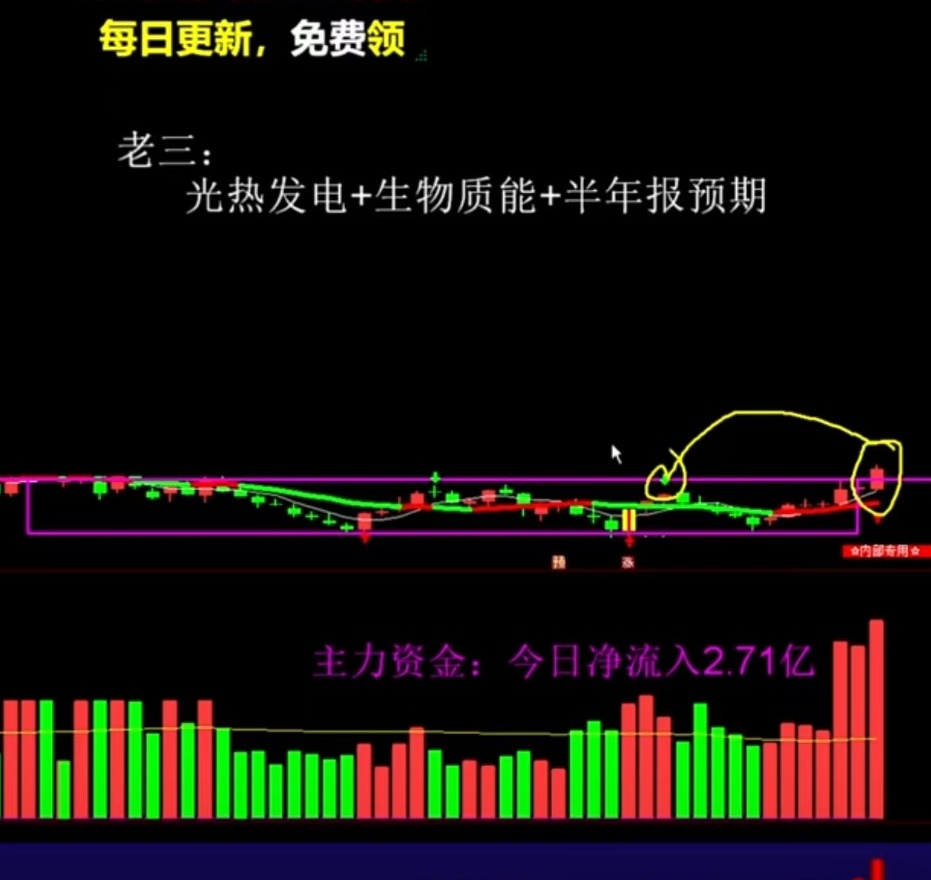 每日更新，免费领
老三：
光热发电+生物质能+半年报预期
☆内部专用☆
预
涨
主力资金：今日净流入2.71亿